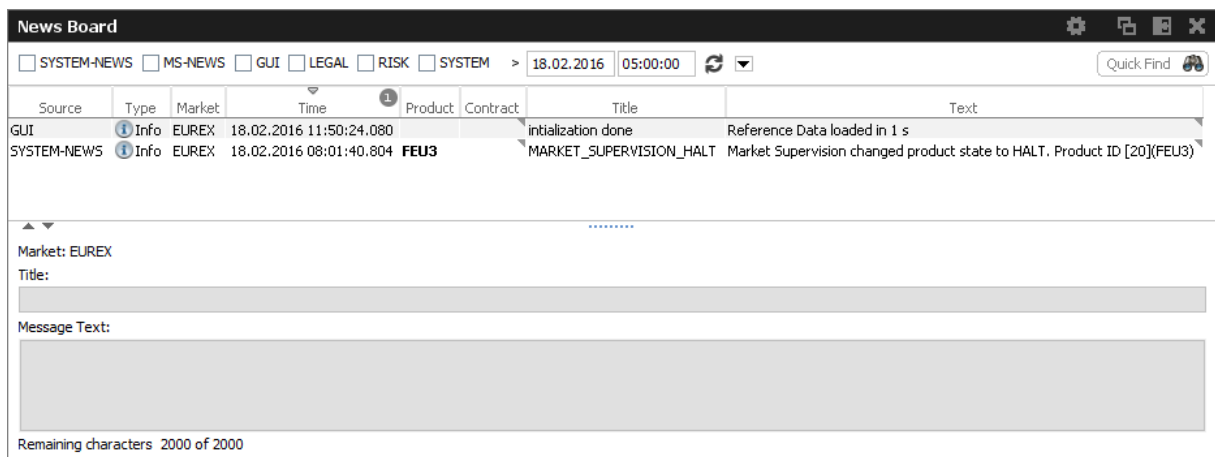 News Board
SYSTEM-NEWS MS-NEWS GUI LEGAL RISK SYSTEM > 18.02.2016 05:00:00 Quick Find
Source Type Market Time 1 Product Contract Title Text
GUI Info EUREX 18.02.2016 11:50:24.080 intialization done Reference Data loaded in 1 s
SYSTEM-NEWS Info EUREX 18.02.2016 08:01:40.804 FEU3 MARKET_SUPERVISION_HALT Market Supervision changed product state to HALT. Product ID [20](FEU3)
Market: EUREX
Title:
Message Text:
Remaining characters 2000 of 2000